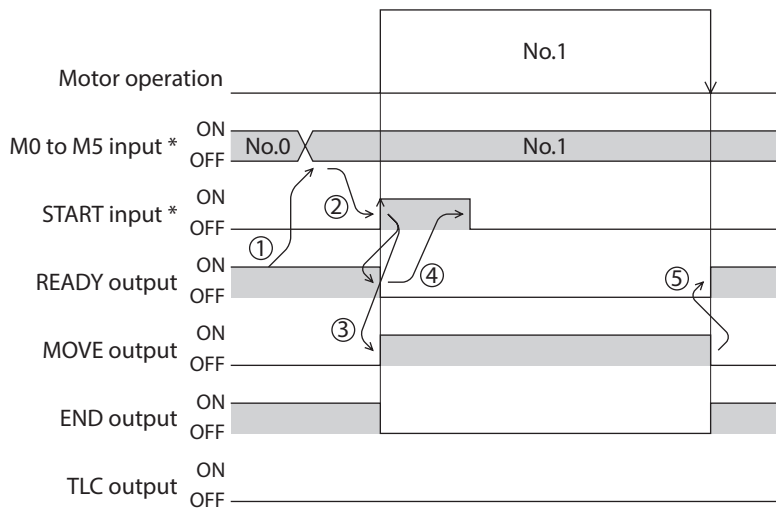 No.1
Motor operation
M0 to M5 input *
ON
OFF
No.0
No.1
START input *
ON
OFF
②
①
READY output
ON
OFF
④
⑤
③
MOVE output
ON
OFF
END output
ON
OFF
TLC output
ON
OFF